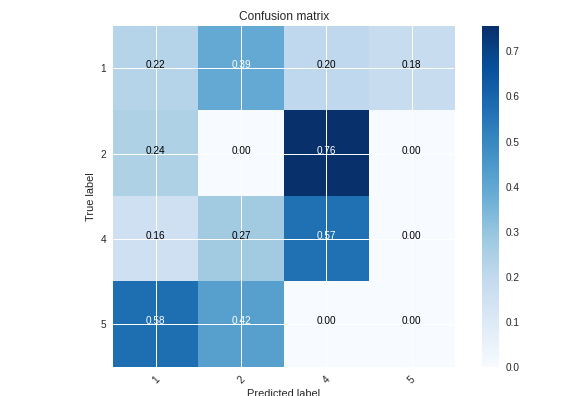 Confusion matrix
1 0.22 0.39 0.20 0.18
2 0.24 0.00 0.76 0.00
4 0.16 0.27 0.57 0.00
5 0.58 0.42 0.00 0.00
1 2 4 5
True label
Predicted label
0.7
0.6
0.5
0.4
0.3
0.2
0.1
0.0